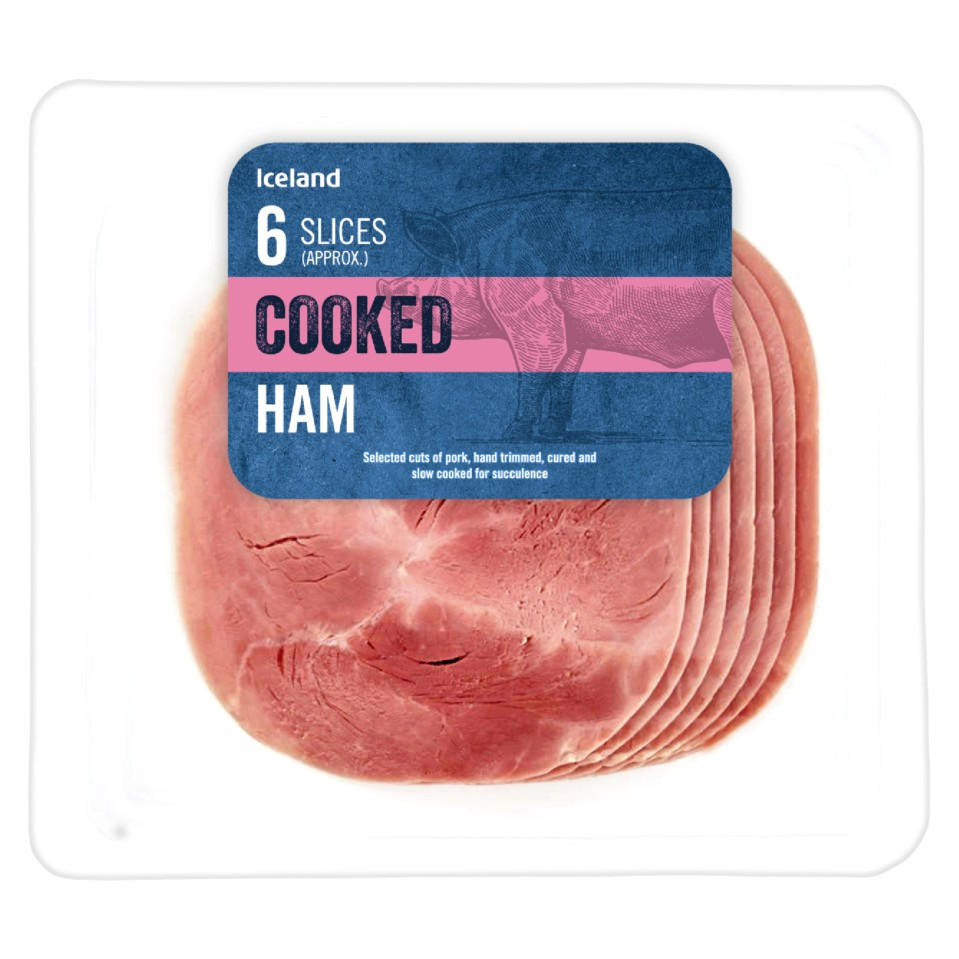 Iceland
6 SLICES
(APPROX.)
COOKED
HAM
Selected cuts of pork, hand trimmed, cured and
slow cooked for succulence